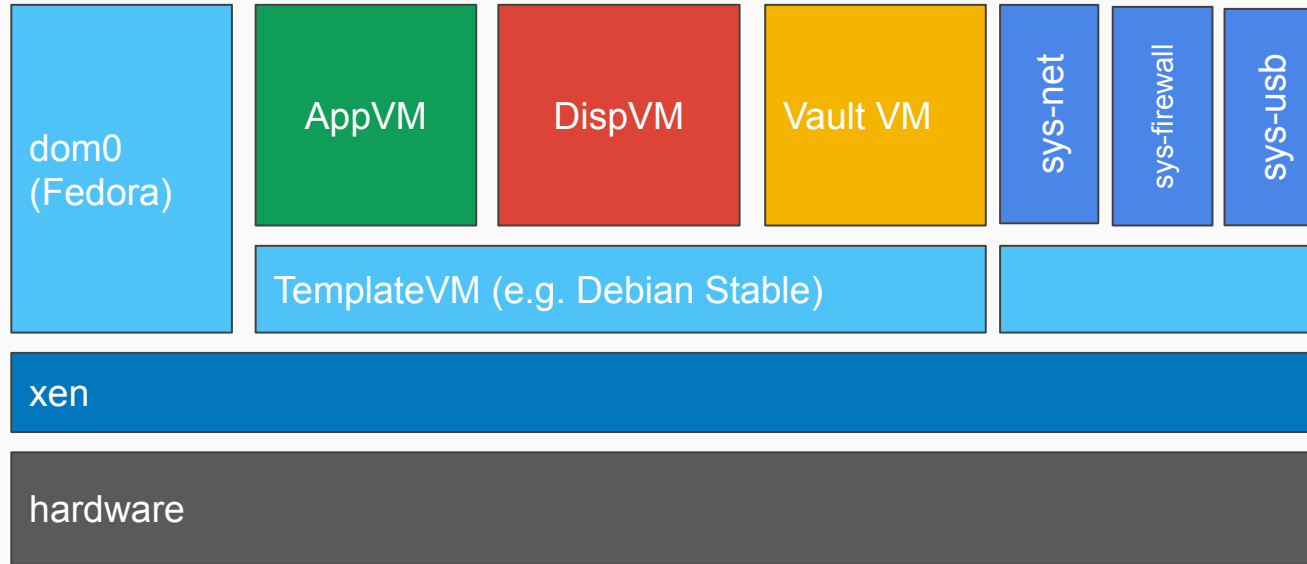 dom0
(Fedora)
AppVM
DispVM
Vault VM
sys-net
sys-firewall
sys-usb
TemplateVM (e.g. Debian Stable)
xen
hardware